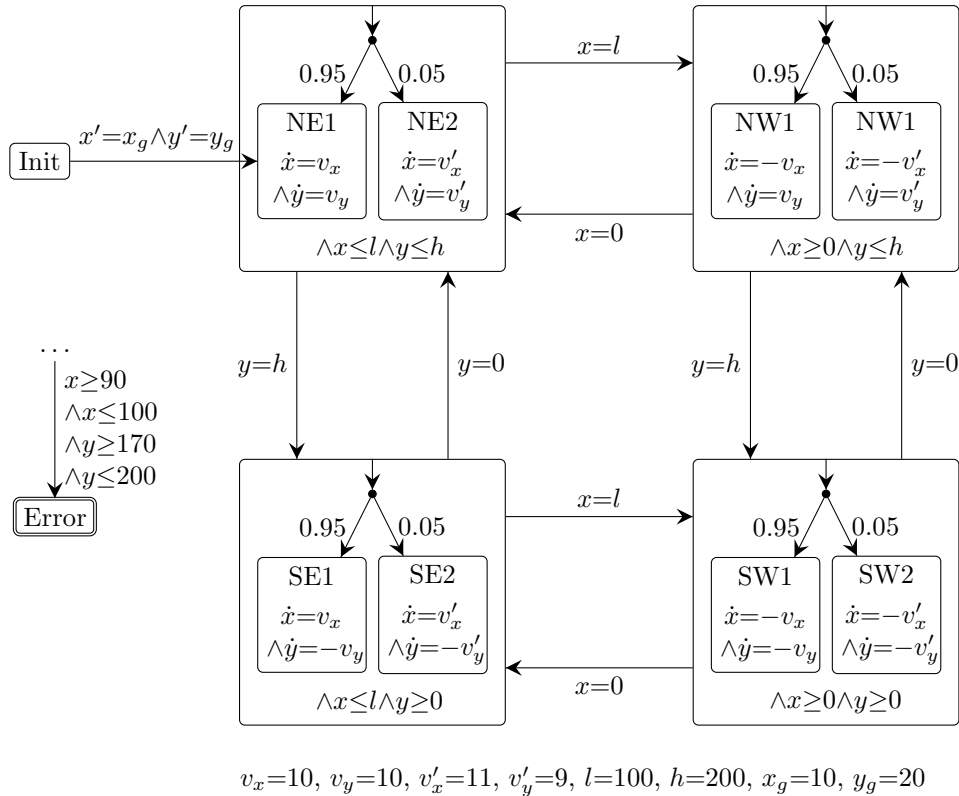 x=l
0.95 0.05
0.95 0.05
NE1 NE2
NW1 NW1
x′=x_g∧y′=y_g
Init
ẋ=v_x ẋ=v′_x
∧ẏ=v_y ∧ẏ=v′_y
ẋ=−v_x ẋ=−v′_x
∧ẏ=v_y ∧ẏ=v′_y
x=0
∧x≤l∧y≤h
∧x≥0∧y≤h
...
y=h
y=0
y=h
y=0
x≥90
∧x≤100
∧y≥170
∧y≤200
Error
x=l
0.95 0.05
0.95 0.05
SE1 SE2
SW1 SW2
ẋ=v_x ẋ=v′_x
∧ẏ=−v_y ∧ẏ=−v′_y
ẋ=−v_x ẋ=−v′_x
∧ẏ=−v_y ∧ẏ=−v′_y
x=0
∧x≤l∧y≥0
∧x≥0∧y≥0
v_x=10, v_y=10, v′_x=11, v′_y=9, l=100, h=200, x_g=10, y_g=20